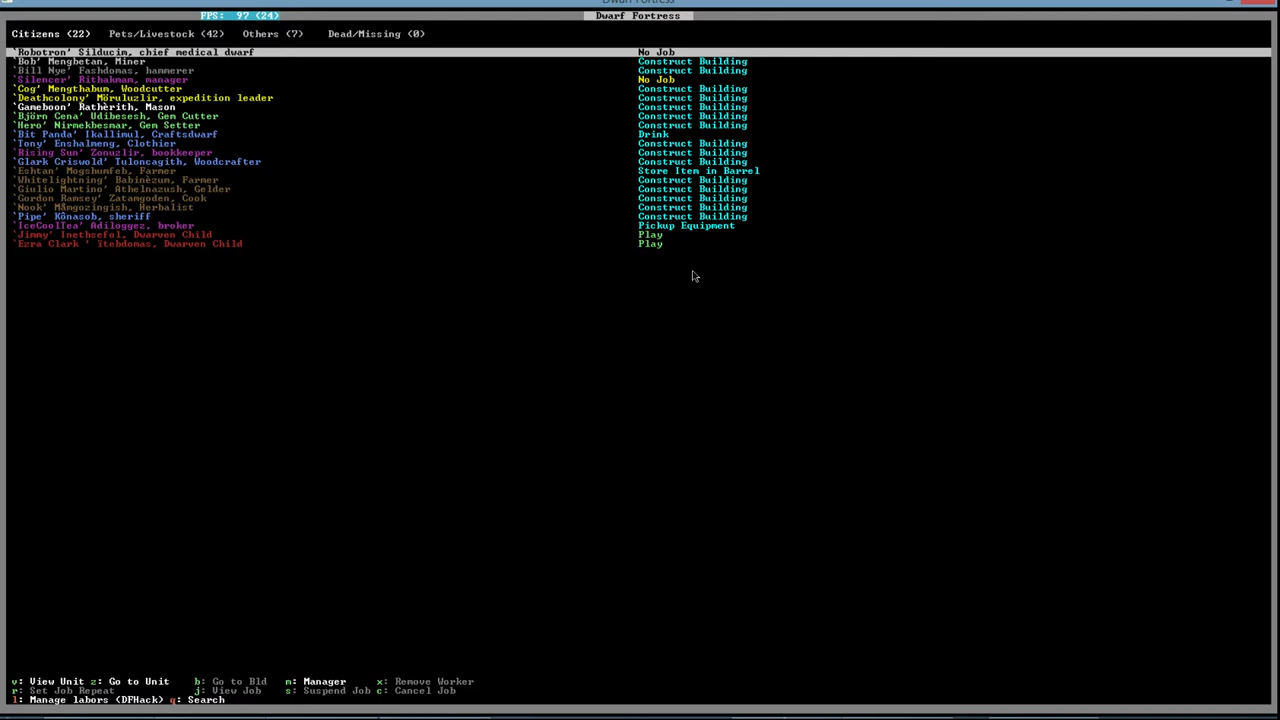 FPS: 97 (24) Dwarf Fortress
Citizens (22) Pets/Livestock (42) Others (7) Dead/Missing (0)
`Robotron' Silducim, chief medical dwarf No Job
`Bob' Mengbetan, Miner Construct Building
`Bill Nye' Fashdomas, hammerer Construct Building
`Silencer' Rithakmam, manager No Job
`Cog' Mengthabum, Woodcutter Construct Building
`Deathcolony' Möruluzlir, expedition leader Construct Building
`Gameboon' Rathèrith, Mason Construct Building
`Björn Cena' Udibesesh, Gem Cutter Construct Building
`Hero' Nirmekbesmar, Gem Setter Construct Building
`Bit Panda' Ikallimul, Craftsdwarf Drink
`Tony' Enshalmeng, Clothier Construct Building
`Rising Sun' Zonuzlir, bookkeeper Construct Building
`Glark Criswold' Tuloncagith, Woodcrafter Construct Building
`Eshtan' Mogshumfeb, Farmer Store Item in Barrel
`Whitelightning' Babinèzum, Farmer Construct Building
`Giulio Martino' Athelnazush, Gelder Construct Building
`Gordon Ramsey' Zatamgoden, Cook Construct Building
`Nook' Måmgozingish, Herbalist Construct Building
`Pipe' Kônasob, sheriff Construct Building
`IceCoolTea' Adiloggez, broker Pickup Equipment
`Jimmy' Inethsefol, Dwarven Child Play
`Ezra Clark ' Ïtebdomas, Dwarven Child Play
v: View Unit z: Go to Unit b: Go to Bld m: Manager x: Remove Worker
r: Set Job Repeat j: View Job s: Suspend Job c: Cancel Job
l: Manage labors (DFHack) q: Search